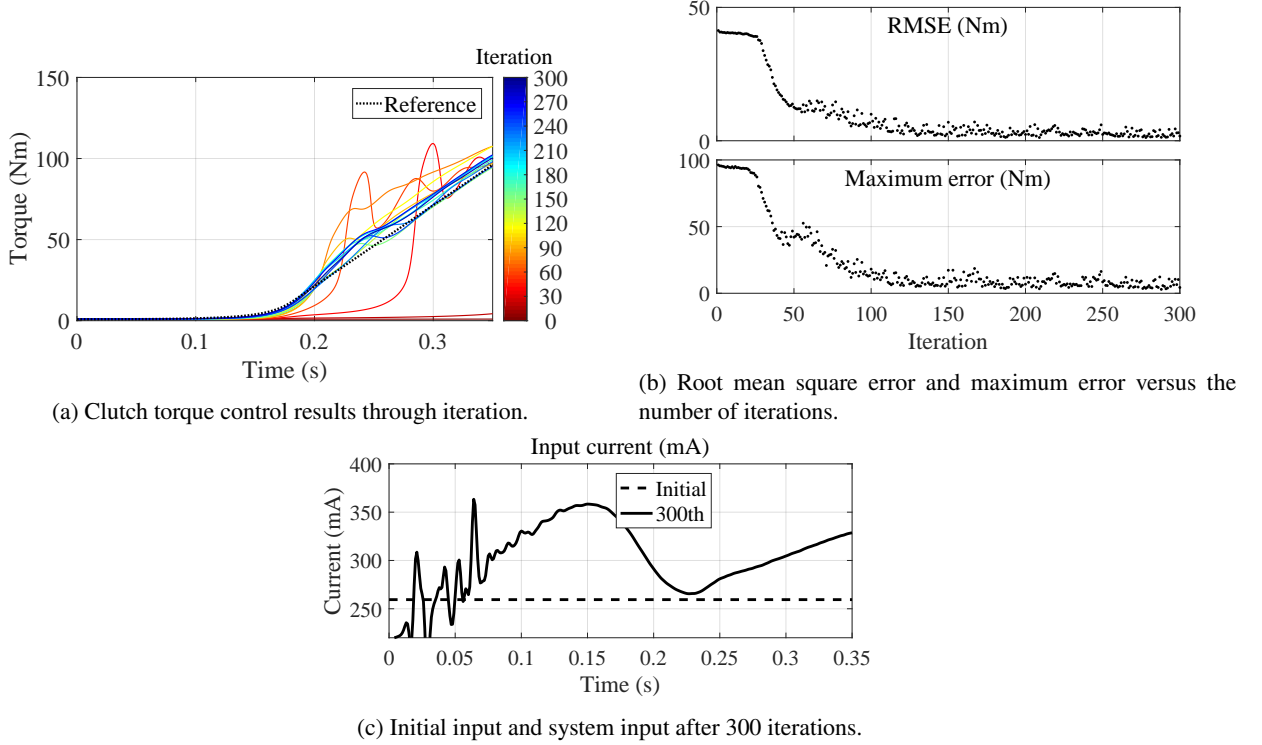 Iteration
150
100
50
0
Torque (Nm)
0
0.1
0.2
0.3
Time (s)
Reference
300
270
240
210
180
150
120
90
60
30
0
(a) Clutch torque control results through iteration.
50
0
RMSE (Nm)
100
50
0
Maximum error (Nm)
0
50
100
150
200
250
300
Iteration
(b) Root mean square error and maximum error versus the
number of iterations.
Input current (mA)
400
350
300
250
Current (mA)
Initial
300th
0
0.05
0.1
0.15
0.2
0.25
0.3
0.35
Time (s)
(c) Initial input and system input after 300 iterations.